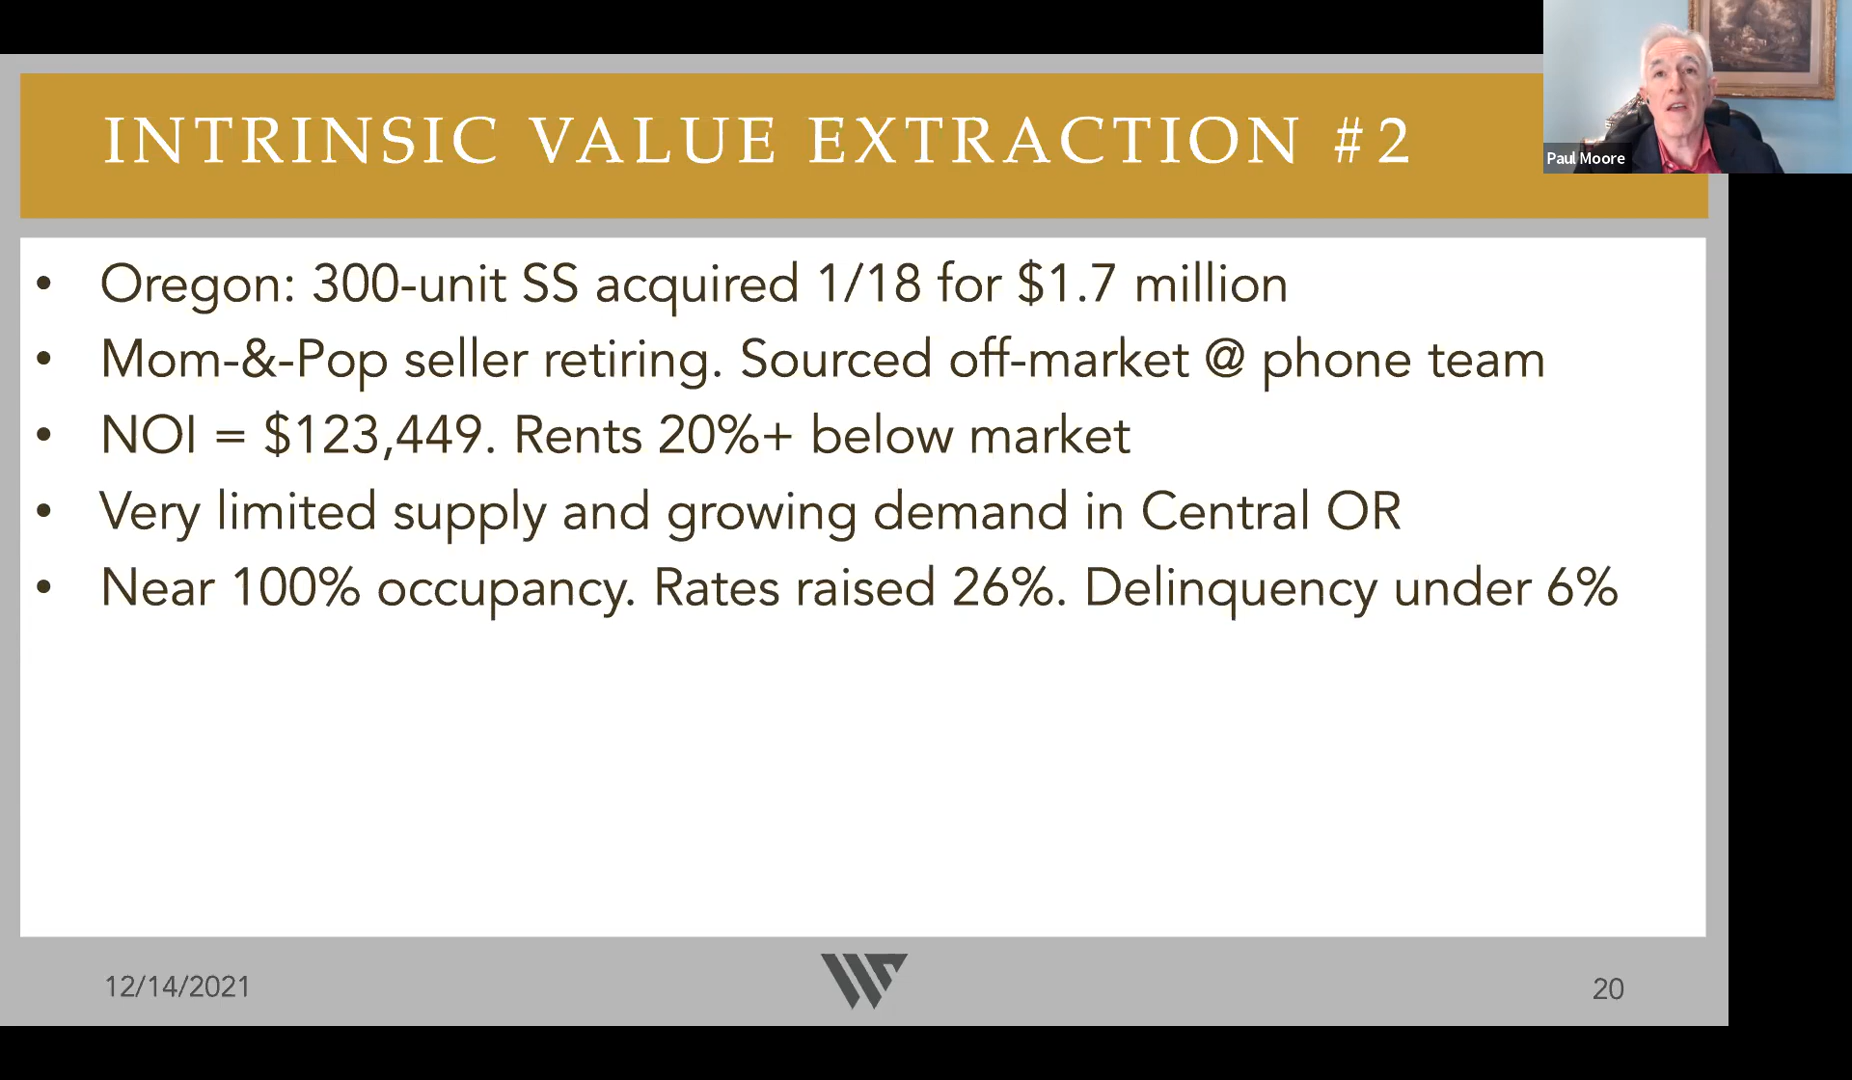 INTRINSIC VALUE EXTRACTION #2
Paul Moore
• Oregon: 300-unit SS acquired 1/18 for $1.7 million
• Mom-&-Pop seller retiring. Sourced off-market @ phone team
• NOI = $123,449. Rents 20%+ below market
• Very limited supply and growing demand in Central OR
• Near 100% occupancy. Rates raised 26%. Delinquency under 6%
12/14/2021
20